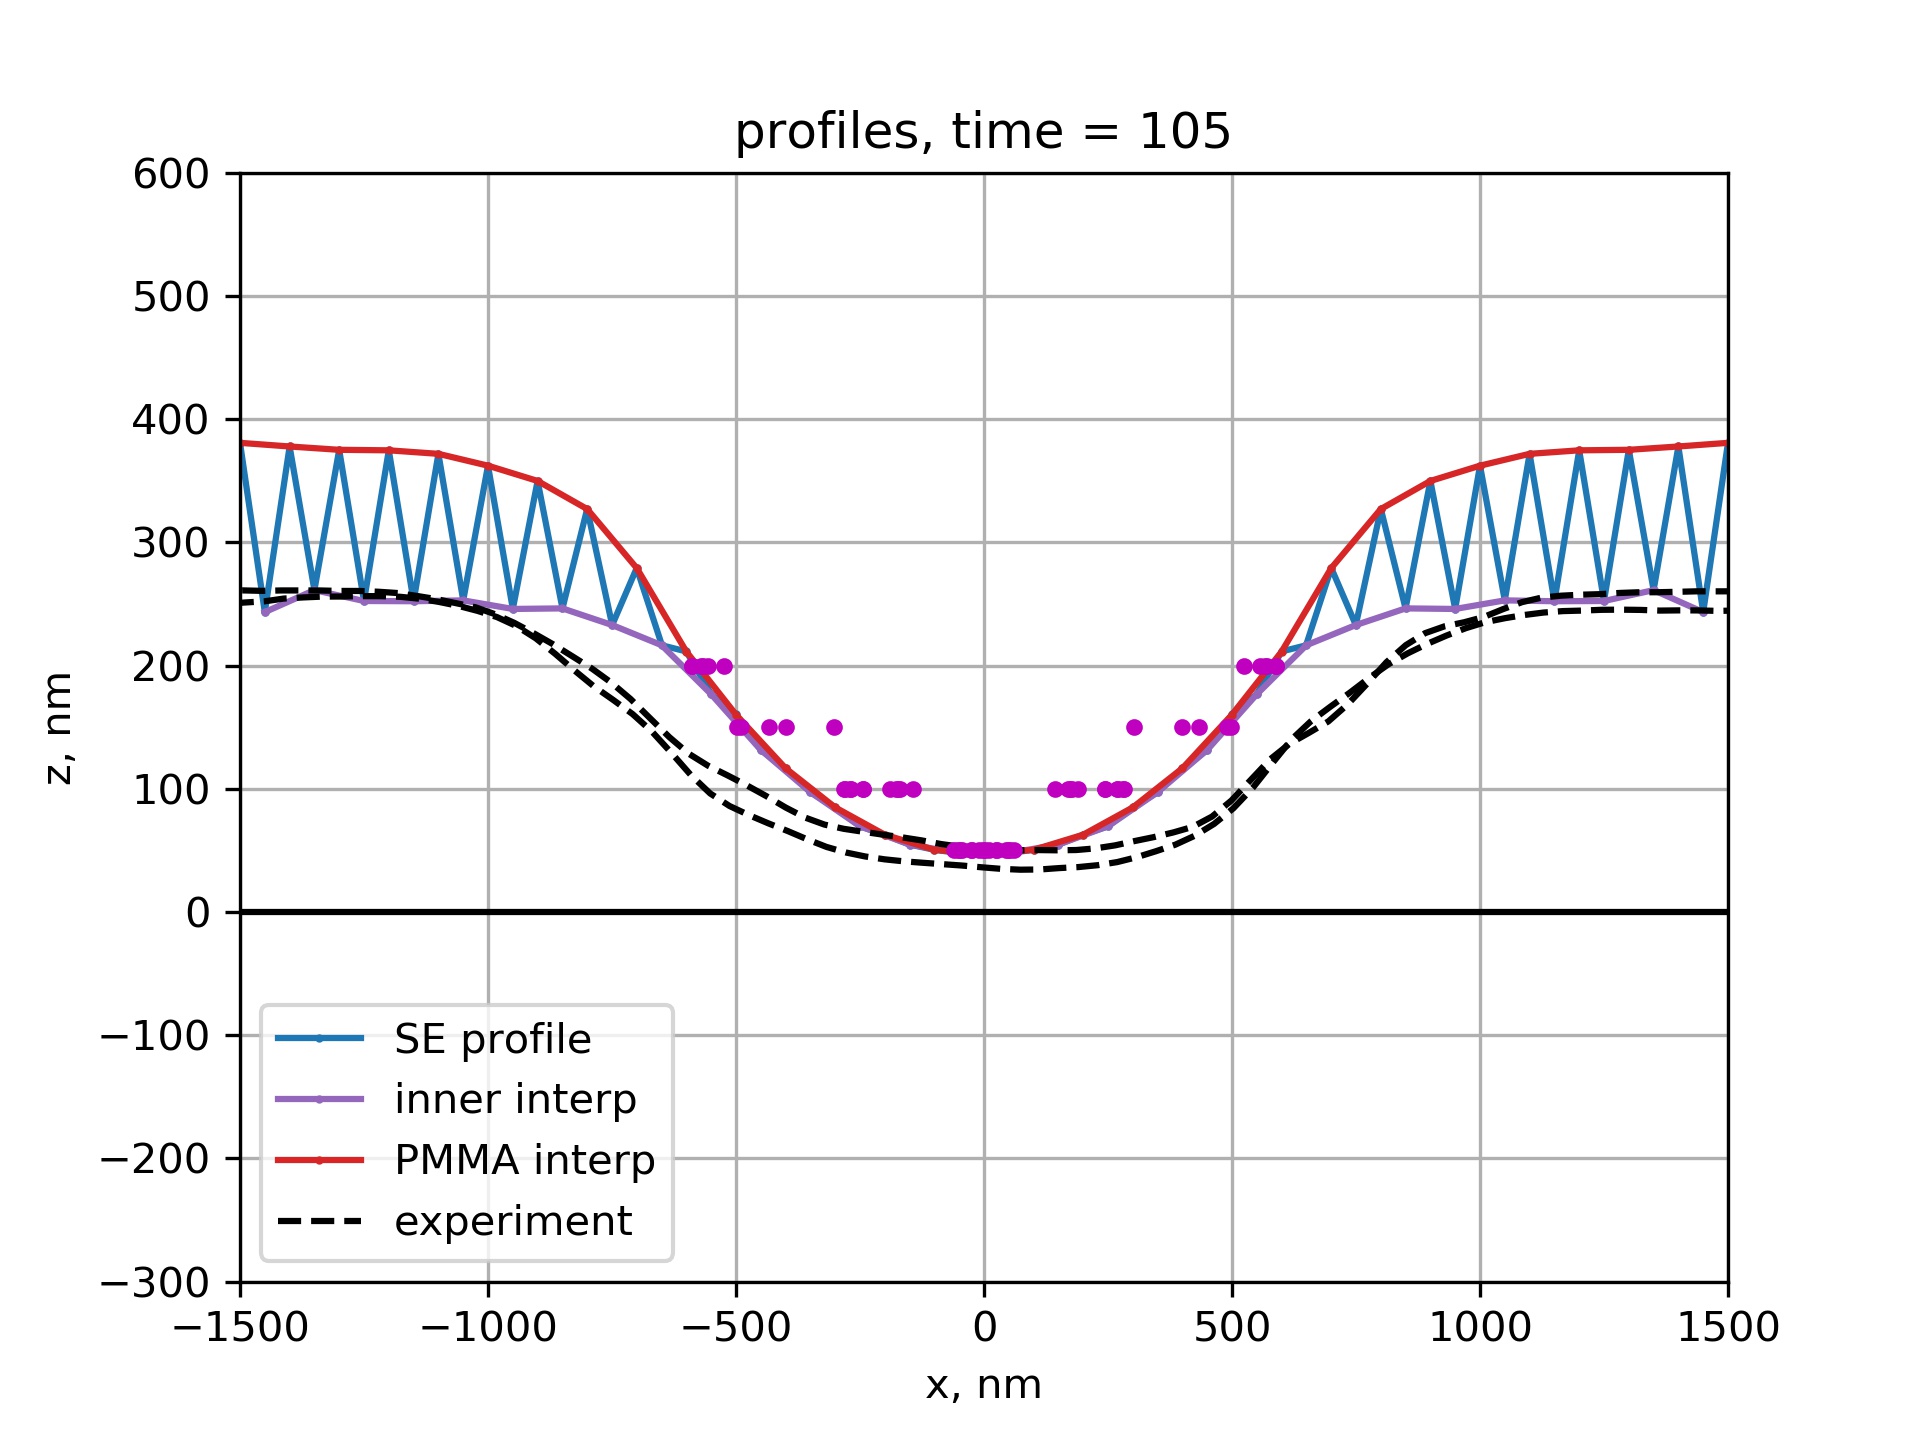 profiles, time = 105
600
500
400
300
200
100
0
−100
−200
−300
z, nm
SE profile
inner interp
PMMA interp
experiment
−1500 −1000 −500 0 500 1000 1500
x, nm